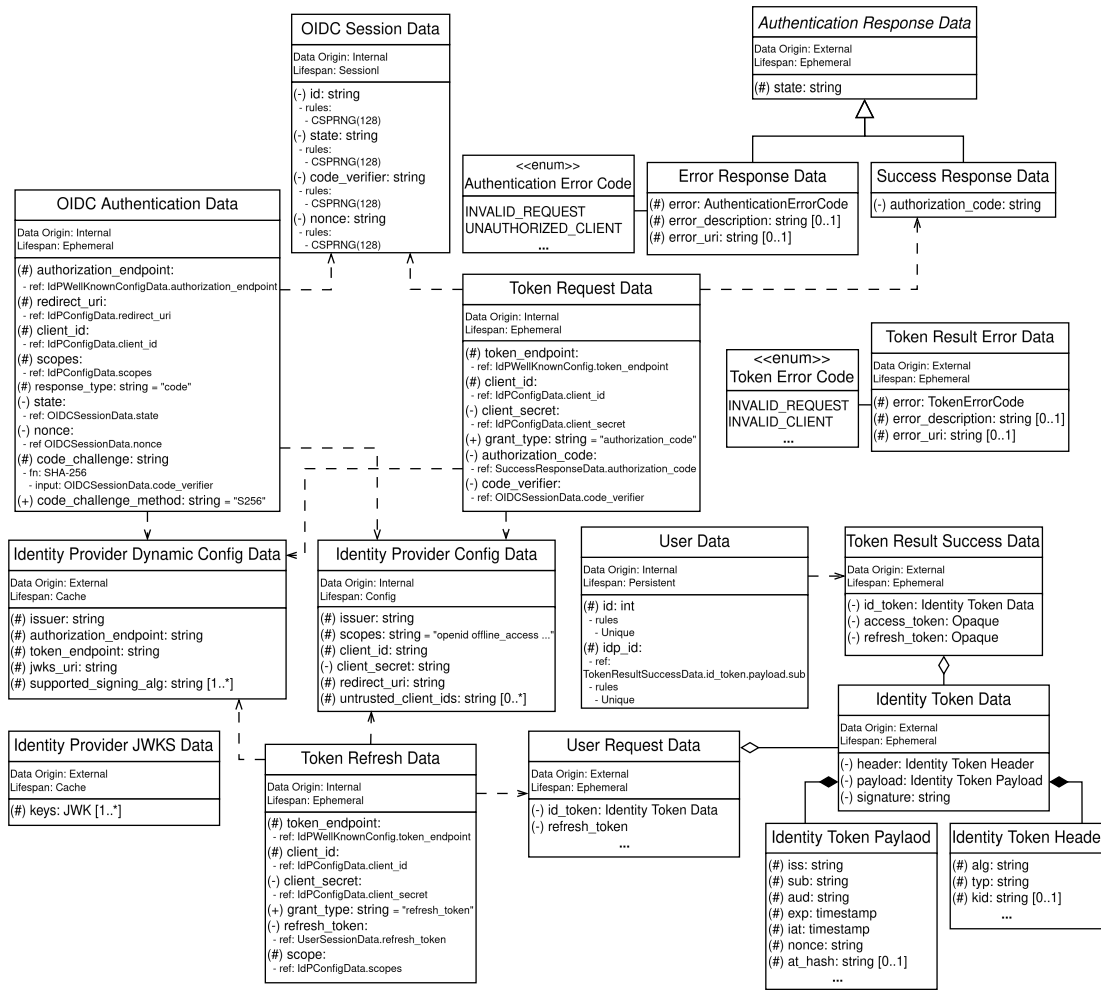 OIDC Session Data
Data Origin: Internal
Lifespan: Sessionl
(-) id: string
- rules:
- CSPRNG(128)
(-) state: string
- rules:
- CSPRNG(128)
(-) code_verifier: string
- rules:
- CSPRNG(128)
(-) nonce: string
- rules:
- CSPRNG(128)
Authentication Response Data
Data Origin: External
Lifespan: Ephemeral
(#) state: string
<<enum>>
Authentication Error Code
INVALID_REQUEST
UNAUTHORIZED_CLIENT
...
Error Response Data
(#) error: AuthenticationErrorCode
(#) error_description: string [0..1]
(#) error_uri: string [0..1]
Success Response Data
(-) authorization_code: string
OIDC Authentication Data
Data Origin: Internal
Lifespan: Ephemeral
(#) authorization_endpoint:
- ref: IdPWellKnownConfigData.authorization_endpoint
(#) redirect_uri:
- ref: IdPConfigData.redirect_uri
(#) client_id:
- ref: IdPConfigData.client_id
(#) scopes:
- ref: IdPConfigData.scopes
(#) response_type: string = "code"
(-) state:
- ref: OIDCSessionData.state
(-) nonce:
- ref OIDCSessionData.nonce
(#) code_challenge: string
- fn: SHA-256
- input: OIDCSessionData.code_verifier
(+) code_challenge_method: string = "S256"
Token Request Data
Data Origin: Internal
Lifespan: Ephemeral
(#) token_endpoint:
- ref: IdPWellKnownConfig.token_endpoint
(#) client_id:
- ref: IdPConfigData.client_id
(-) client_secret:
- ref: IdPConfigData.client_secret
(+) grant_type: string = "authorization_code"
(-) authorization_code:
- ref: SuccessResponseData.authorization_code
(-) code_verifier:
- ref: OIDCSessionData.code_verifier
<<enum>>
Token Error Code
INVALID_REQUEST
INVALID_CLIENT
...
Token Result Error Data
Data Origin: External
Lifespan: Ephemeral
(#) error: TokenErrorCode
(#) error_description: string [0..1]
(#) error_uri: string [0..1]
Identity Provider Dynamic Config Data
Data Origin: External
Lifespan: Cache
(#) issuer: string
(#) authorization_endpoint: string
(#) token_endpoint: string
(#) jwks_uri: string
(#) supported_signing_alg: string [1..*]
Identity Provider Config Data
Data Origin: Internal
Lifespan: Config
(#) issuer: string
(#) scopes: string = "openid offline_access ..."
(#) client_id: string
(-) client_secret: string
(#) redirect_uri: string
(#) untrusted_client_ids: string [0..*]
User Data
Data Origin: Internal
Lifespan: Persistent
(#) id: int
- rules
- Unique
(#) idp_id:
- ref:
TokenResultSuccessData.id_token.payload.sub
- rules
- Unique
Token Result Success Data
Data Origin: External
Lifespan: Ephemeral
(-) id_token: Identity Token Data
(-) access_token: Opaque
(-) refresh_token: Opaque
Identity Token Data
Data Origin: External
Lifespan: Ephemeral
(-) header: Identity Token Header
(-) payload: Identity Token Payload
(-) signature: string
Identity Provider JWKS Data
Data Origin: External
Lifespan: Cache
(#) keys: JWK [1..*]
Token Refresh Data
Data Origin: Internal
Lifespan: Ephemeral
(#) token_endpoint:
- ref: IdPWellKnownConfig.token_endpoint
(#) client_id:
- ref: IdPConfigData.client_id
(-) client_secret:
- ref: IdPConfigData.client_secret
(+) grant_type: string = "refresh_token"
(-) refresh_token:
- ref: UserSessionData.refresh_token
(#) scope:
- ref: IdPConfigData.scopes
User Request Data
Data Origin: External
Lifespan: Ephemeral
(-) id_token: Identity Token Data
(-) refresh_token
...
Identity Token Paylaod
(#) iss: string
(#) sub: string
(#) aud: string
(#) exp: timestamp
(#) iat: timestamp
(#) nonce: string
(#) at_hash: string [0..1]
...
Identity Token Heade
(#) alg: string
(#) typ: string
(#) kid: string [0..1]
...